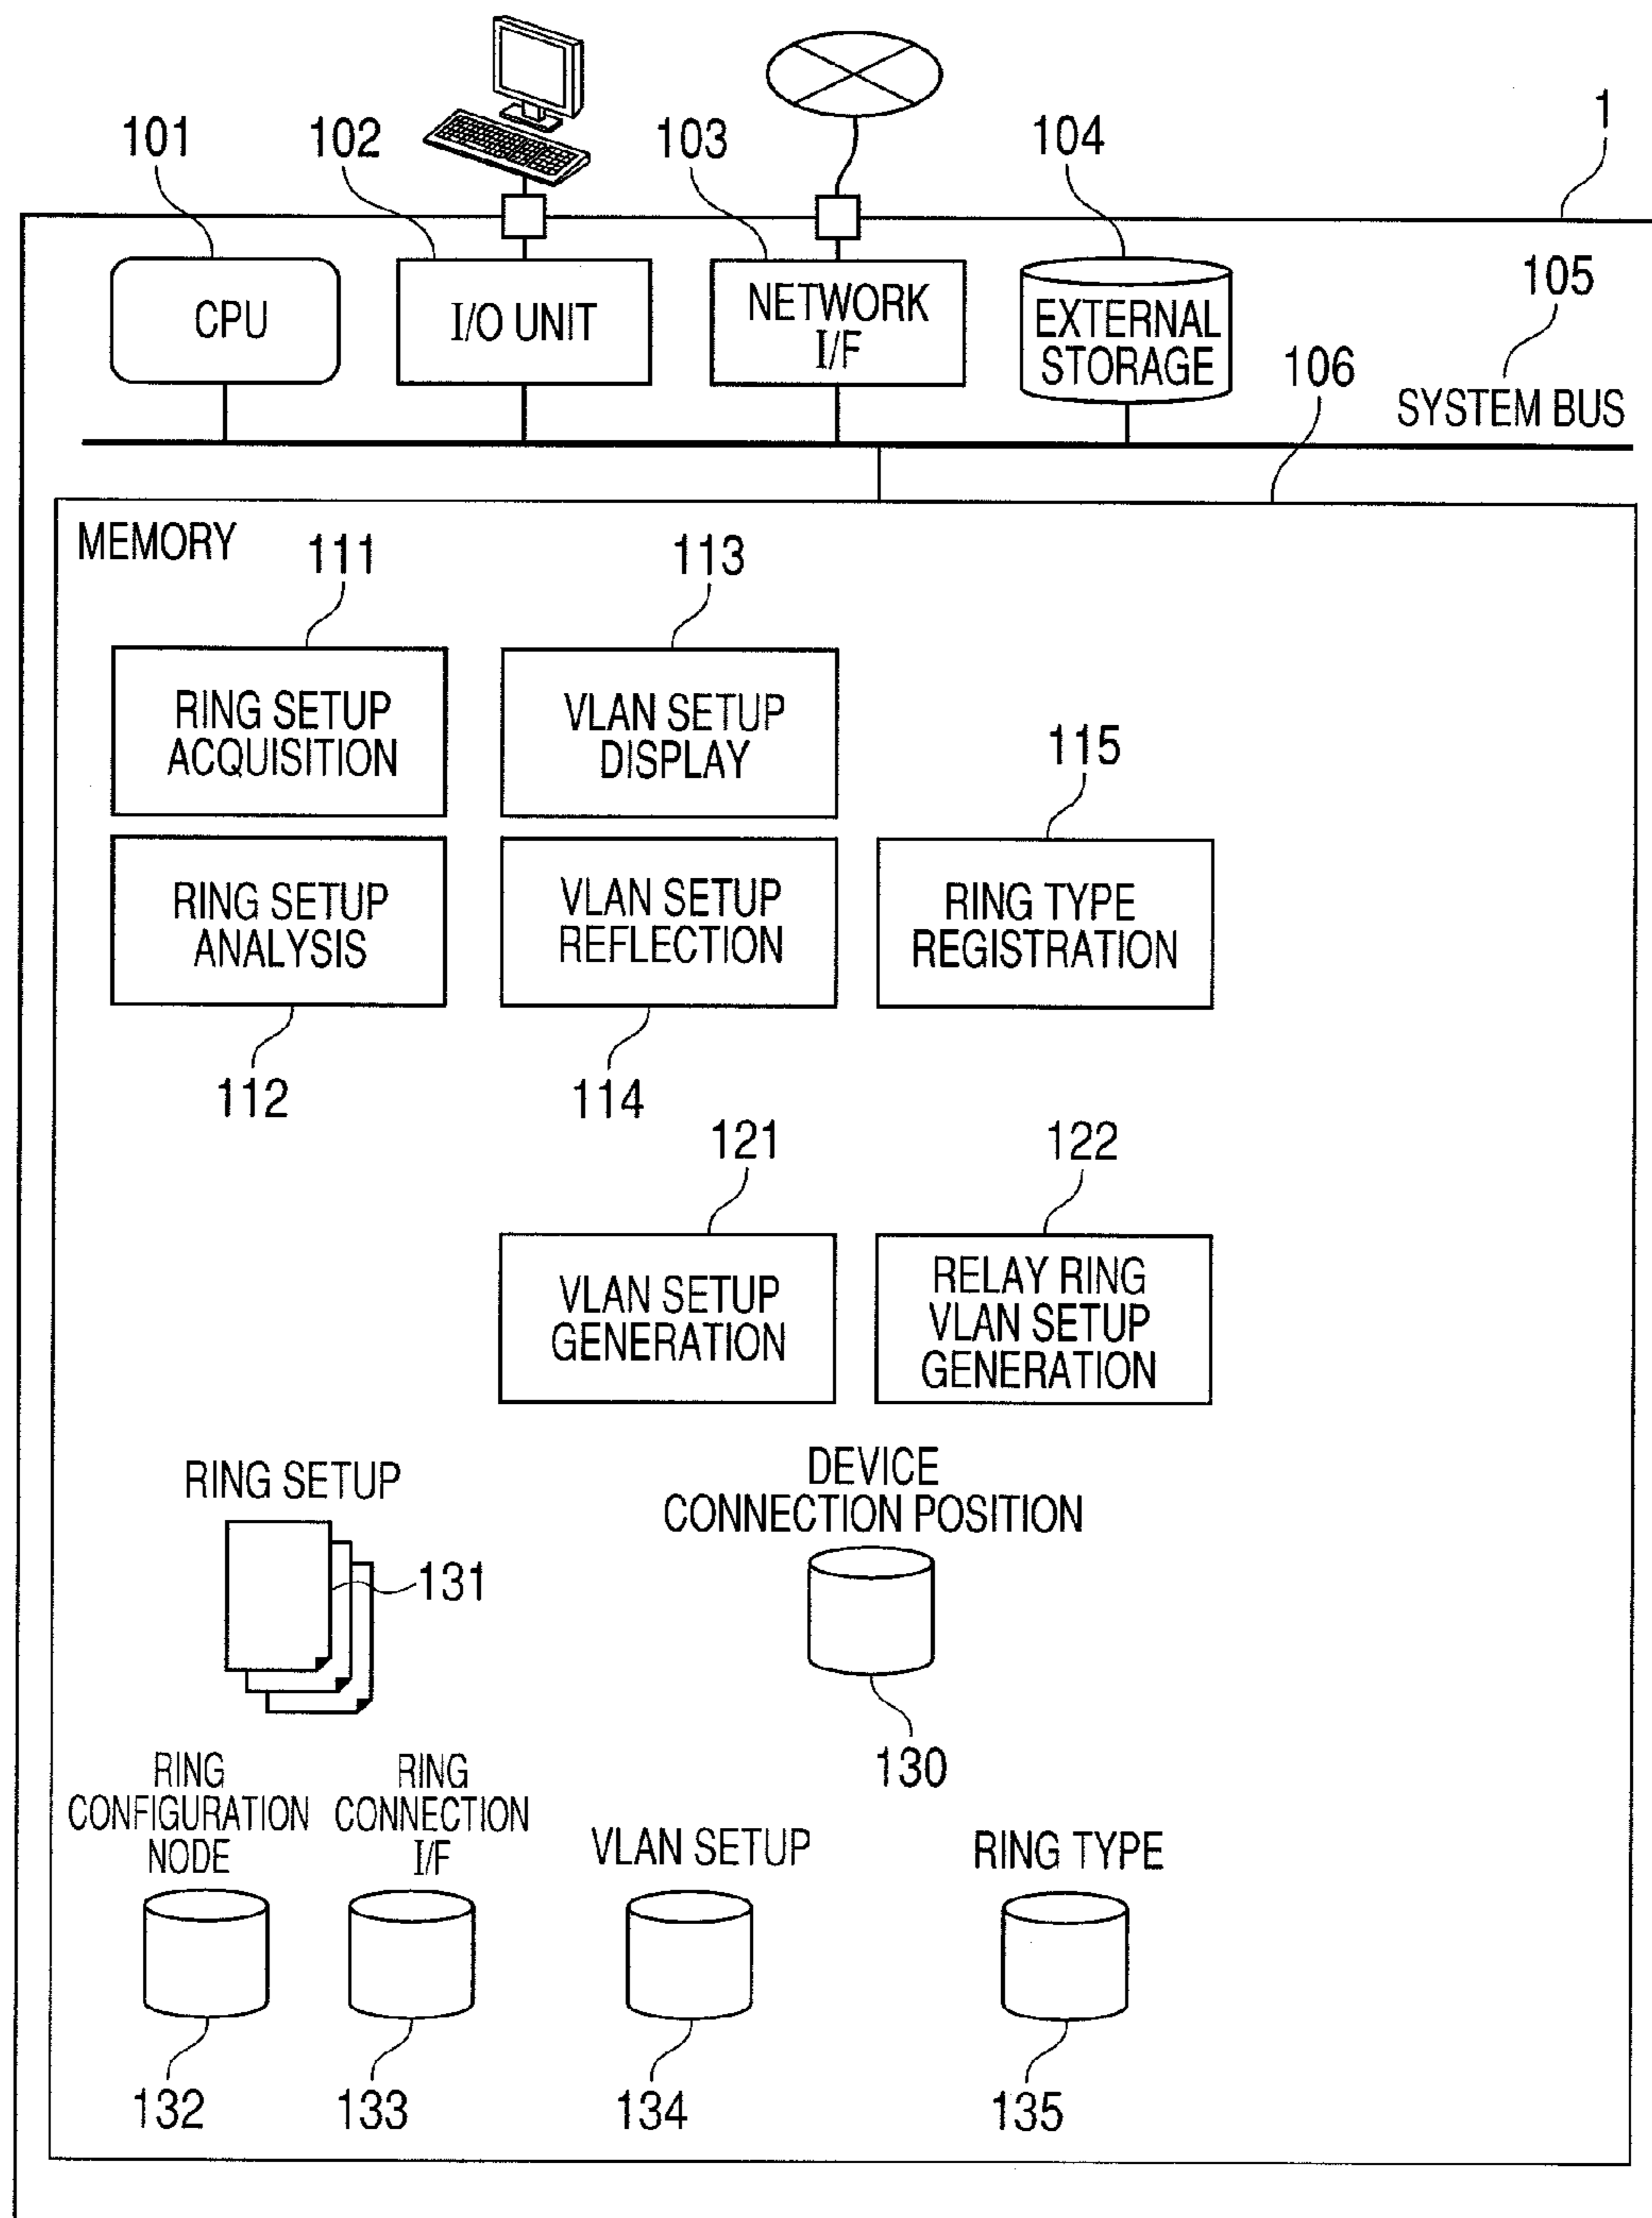 1
101
102
103
104
CPU
I/O UNIT
NETWORK
I/F
EXTERNAL
STORAGE
105
SYSTEM BUS
106
MEMORY
111
113
RING SETUP
ACQUISITION
VLAN SETUP
DISPLAY
115
RING SETUP
ANALYSIS
VLAN SETUP
REFLECTION
RING TYPE
REGISTRATION
112
114
121
122
VLAN SETUP
GENERATION
RELAY RING
VLAN SETUP
GENERATION
RING SETUP
131
DEVICE
CONNECTION POSITION
130
RING
CONFIGURATION
NODE
RING
CONNECTION
I/F
VLAN SETUP
RING TYPE
132
133
134
135